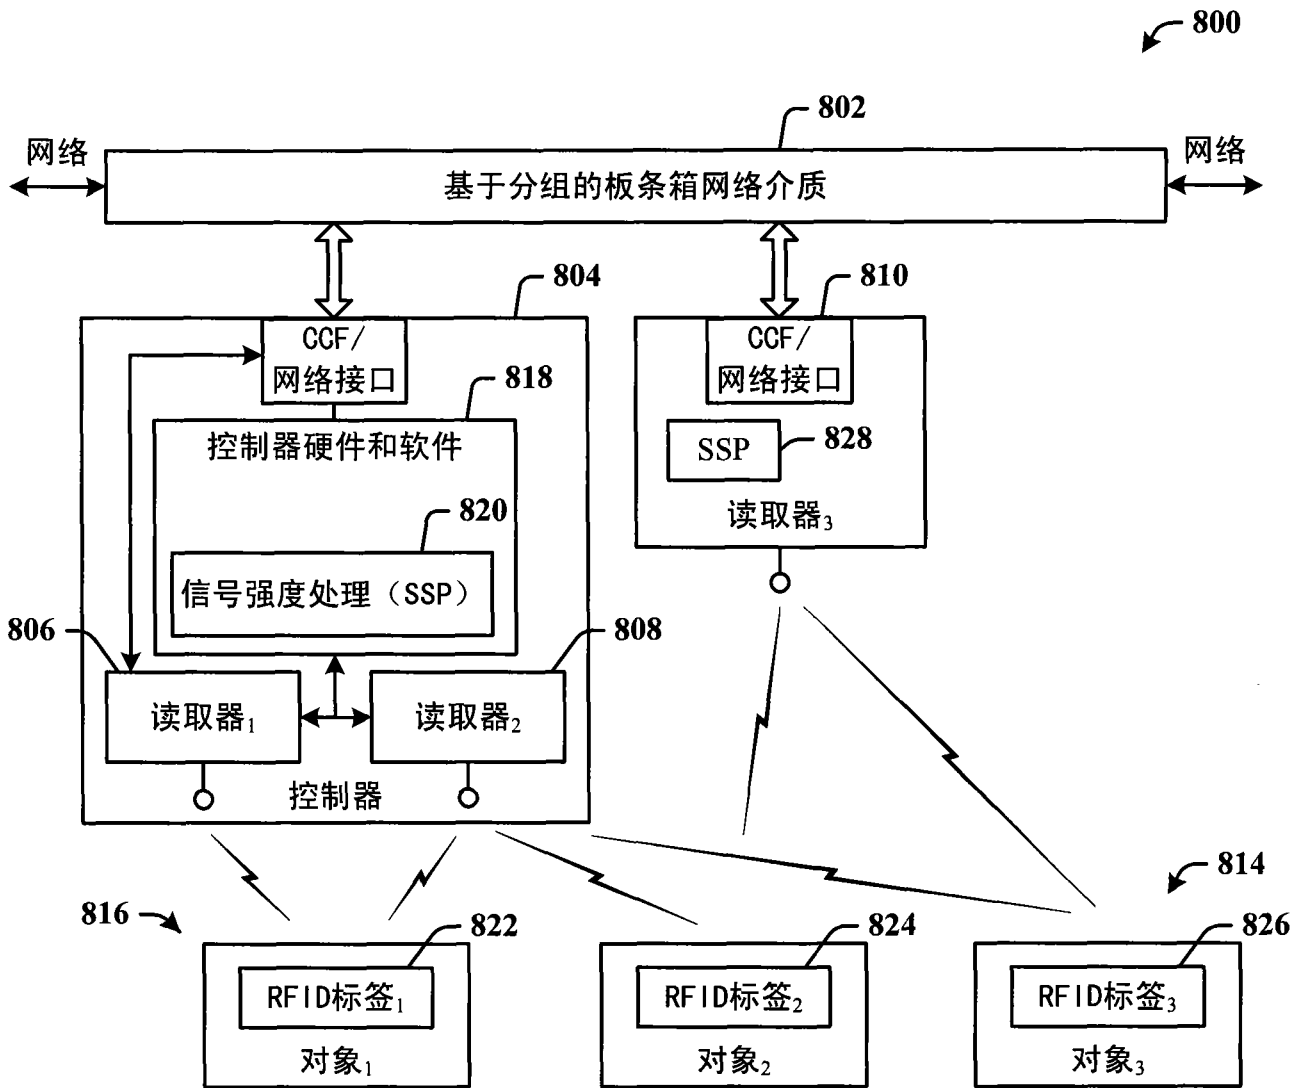 800
802
网络
网络
基于分组的板条箱网络介质
804
810
CCF/
网络接口
CCF/
网络接口
818
控制器硬件和软件
SSP
828
820
读取器3
信号强度处理（SSP）
806
808
读取器1
读取器2
控制器
814
816
822
824
826
RFID标签1
RFID标签2
RFID标签3
对象1
对象2
对象3